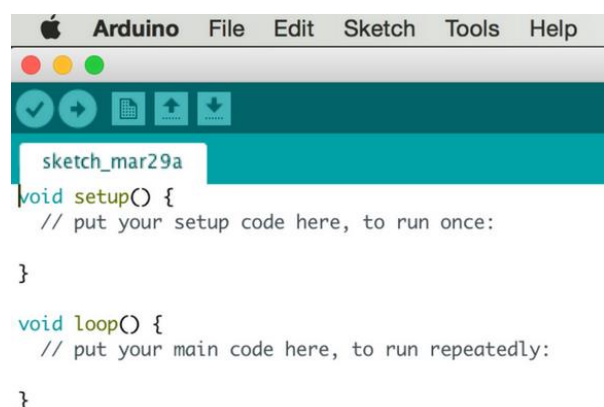 Arduino File Edit Sketch Tools Help
sketch_mar29a
void setup() {
  // put your setup code here, to run once:
}
void loop() {
  // put your main code here, to run repeatedly:
}